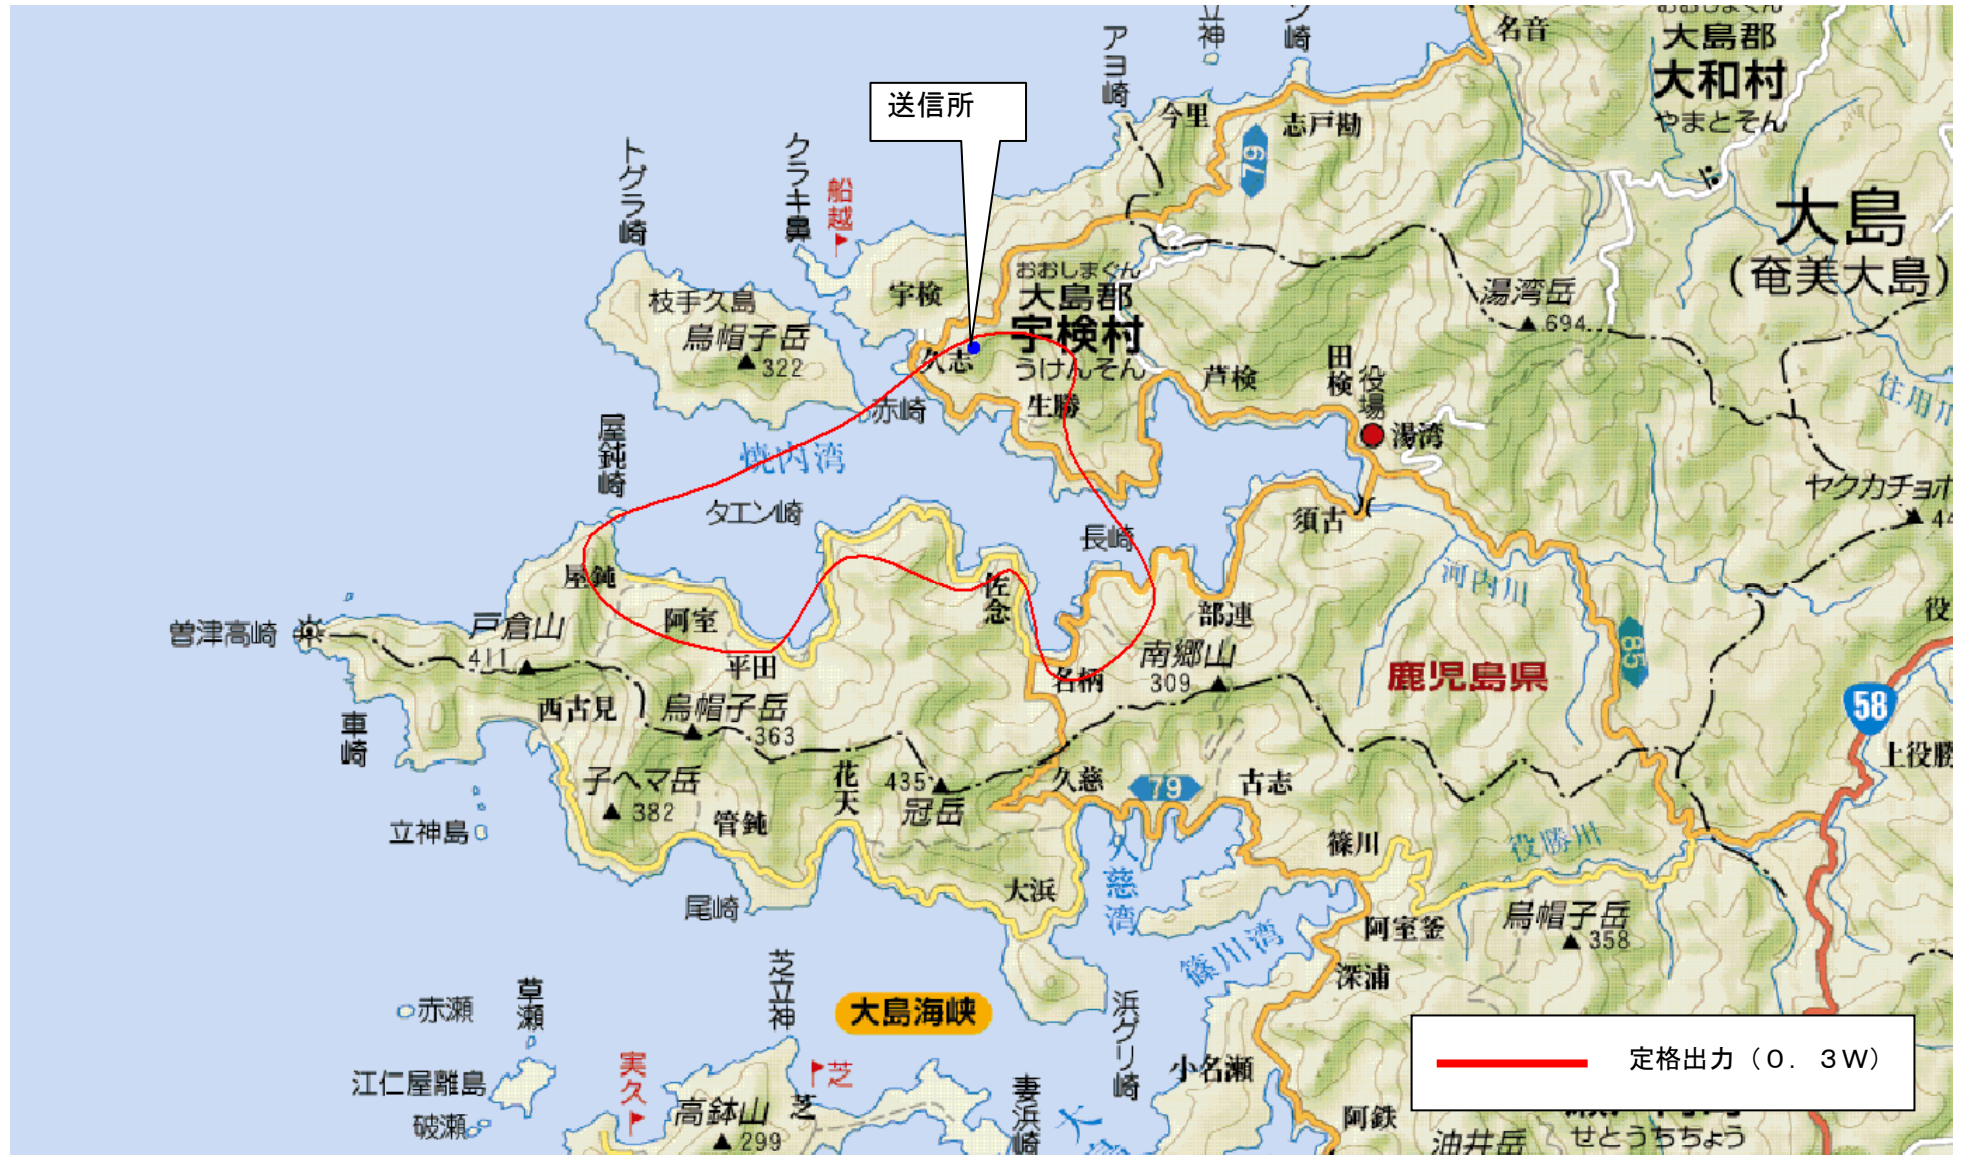 名音
大島郡
大和村
やまとそん
立神
アヨ崎
今里
志戸勘
79
送信所
トグラ崎
クラキ鼻
船越
大島
(奄美大島)
宇検
おおしまぐん
大島郡
宇検村
うけんそん
湯湾岳
694
枝手久島
烏帽子岳
322
久志
芦検
田検
役場
湯湾
赤崎
生勝
住用川
屋鈍崎
焼内湾
タエン崎
長崎
須古
ヤクカチョボ
44
屋鈍
阿室
平田
佐念
名柄
部連
南郷山
309
河内川
85
役
鹿児島県
58
上役勝
曽津高崎
戸倉山
411
車崎
西古見
烏帽子岳
363
子ヘマ岳
382
管鈍
花天
435
冠岳
久慈
79
古志
立神島
尾崎
大浜
久慈湾
篠川
役勝川
烏帽子岳
358
阿室釜
篠川湾
深浦
赤瀬
草瀬
芝立神
大島海峡
浜グリ崎
小名瀬
江仁屋離島
破瀬
実久
高鉢山
299
芝
芝
妻浜崎
阿鉄
油井岳
せとうちちょう
定格出力（０．３Ｗ）